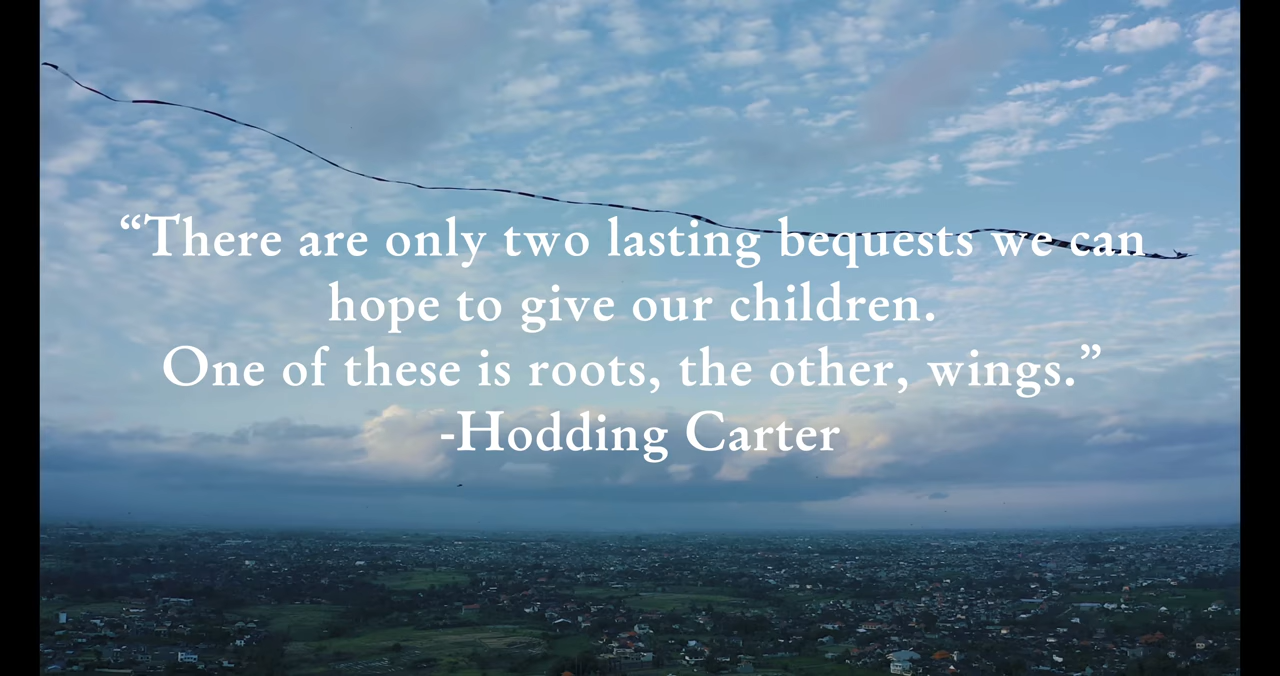 “There are only two lasting bequests we can
hope to give our children.
One of these is roots, the other, wings.”
-Hodding Carter